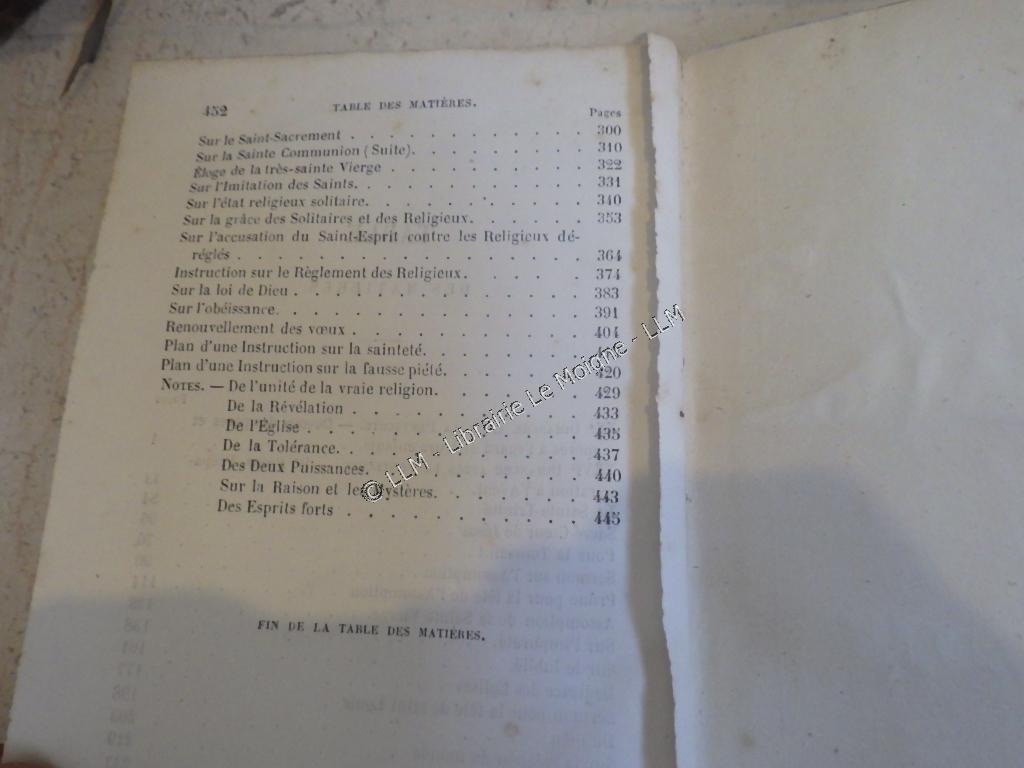 452 TABLE DES MATIÈRES.
Pages
Sur le Saint-Sacrement . . . . . . . . . . . . 300
Sur la Sainte Communion (Suite). . . . . . . . . 310
Éloge de la très-sainte Vierge . . . . . . . . . . 322
Sur l'Imitation des Saints. . . . . . . . . . . . 331
Sur l'état religieux solitaire. . . . . . . . . . . 340
Sur la grâce des Solitaires et des Religieux. . . . . . 353
Sur l'accusation du Saint-Esprit contre les Religieux dé-
réglés . . . . . . . . . . . . . . . . . . 364
Instruction sur le Règlement des Religieux. . . . . . 374
Sur la loi de Dieu . . . . . . . . . . . . . . 383
Sur l'obéissance. . . . . . . . . . . . . . . 391
Renouvellement des vœux . . . . . . . . . . . 404
Plan d'une Instruction sur la sainteté. . . . . . . .
Plan d'une Instruction sur la fausse piété. . . . . . . 420
NOTES. — De l'unité de la vraie religion. . . . . . . 429
De la Révélation . . . . . . . . . . . 433
De l'Église . . . . . . . . . . . . . 435
De la Tolérance. . . . . . . . . . . . 437
Des Deux Puissances. . . . . . . . . . 440
Sur la Raison et les Mystères. . . . . . . 443
Des Esprits forts . . . . . . . . . . . 445
FIN DE LA TABLE DES MATIÈRES.
© LLM - Librairie Le Moione - LLM